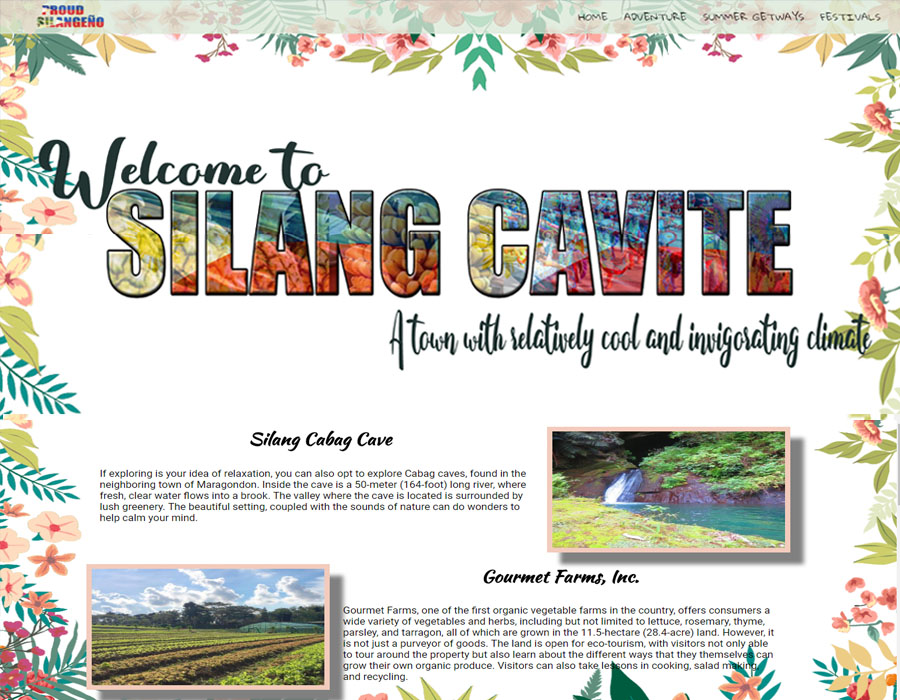 PROUD
SILANGEÑO
HOME ADVENTURE SUMMER GETWAYS FESTIVALS
Welcome to
SILANG CAVITE
A town with relatively cool and invigorating climate
Silang Cabag Cave
If exploring is your idea of relaxation, you can also opt to explore Cabag caves, found in the
neighboring town of Maragondon. Inside the cave is a 50-meter (164-foot) long river, where
fresh, clear water flows into a brook. The valley where the cave is located is surrounded by
lush greenery. The beautiful setting, coupled with the sounds of nature can do wonders to
help calm your mind.
Gourmet Farms, Inc.
Gourmet Farms, one of the first organic vegetable farms in the country, offers consumers a
wide variety of vegetables and herbs, including but not limited to lettuce, rosemary, thyme,
parsley, and tarragon, all of which are grown in the 11.5-hectare (28.4-acre) land. However, it
is not just a purveyor of goods. The land is open for eco-tourism, with visitors not only able
to tour around the property but also learn about the different ways that they themselves can
grow their own organic produce. Visitors can also take lessons in cooking, salad making,
and recycling.